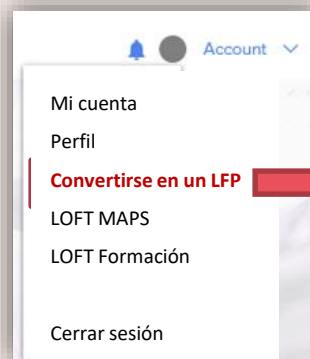 Account
Mi cuenta
Perfil
Convertirse en un LFP
LOFT MAPS
LOFT Formación
Cerrar sesión